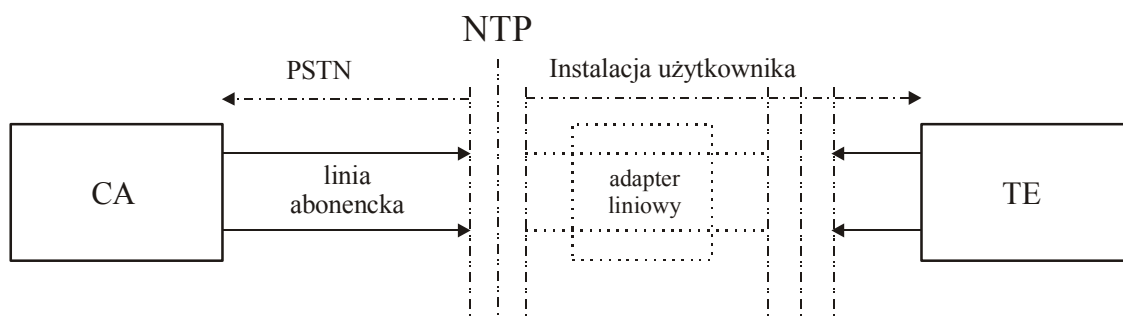 NTP
PSTN
Instalacja użytkownika
CA
linia
abonencka
adapter
liniowy
TE